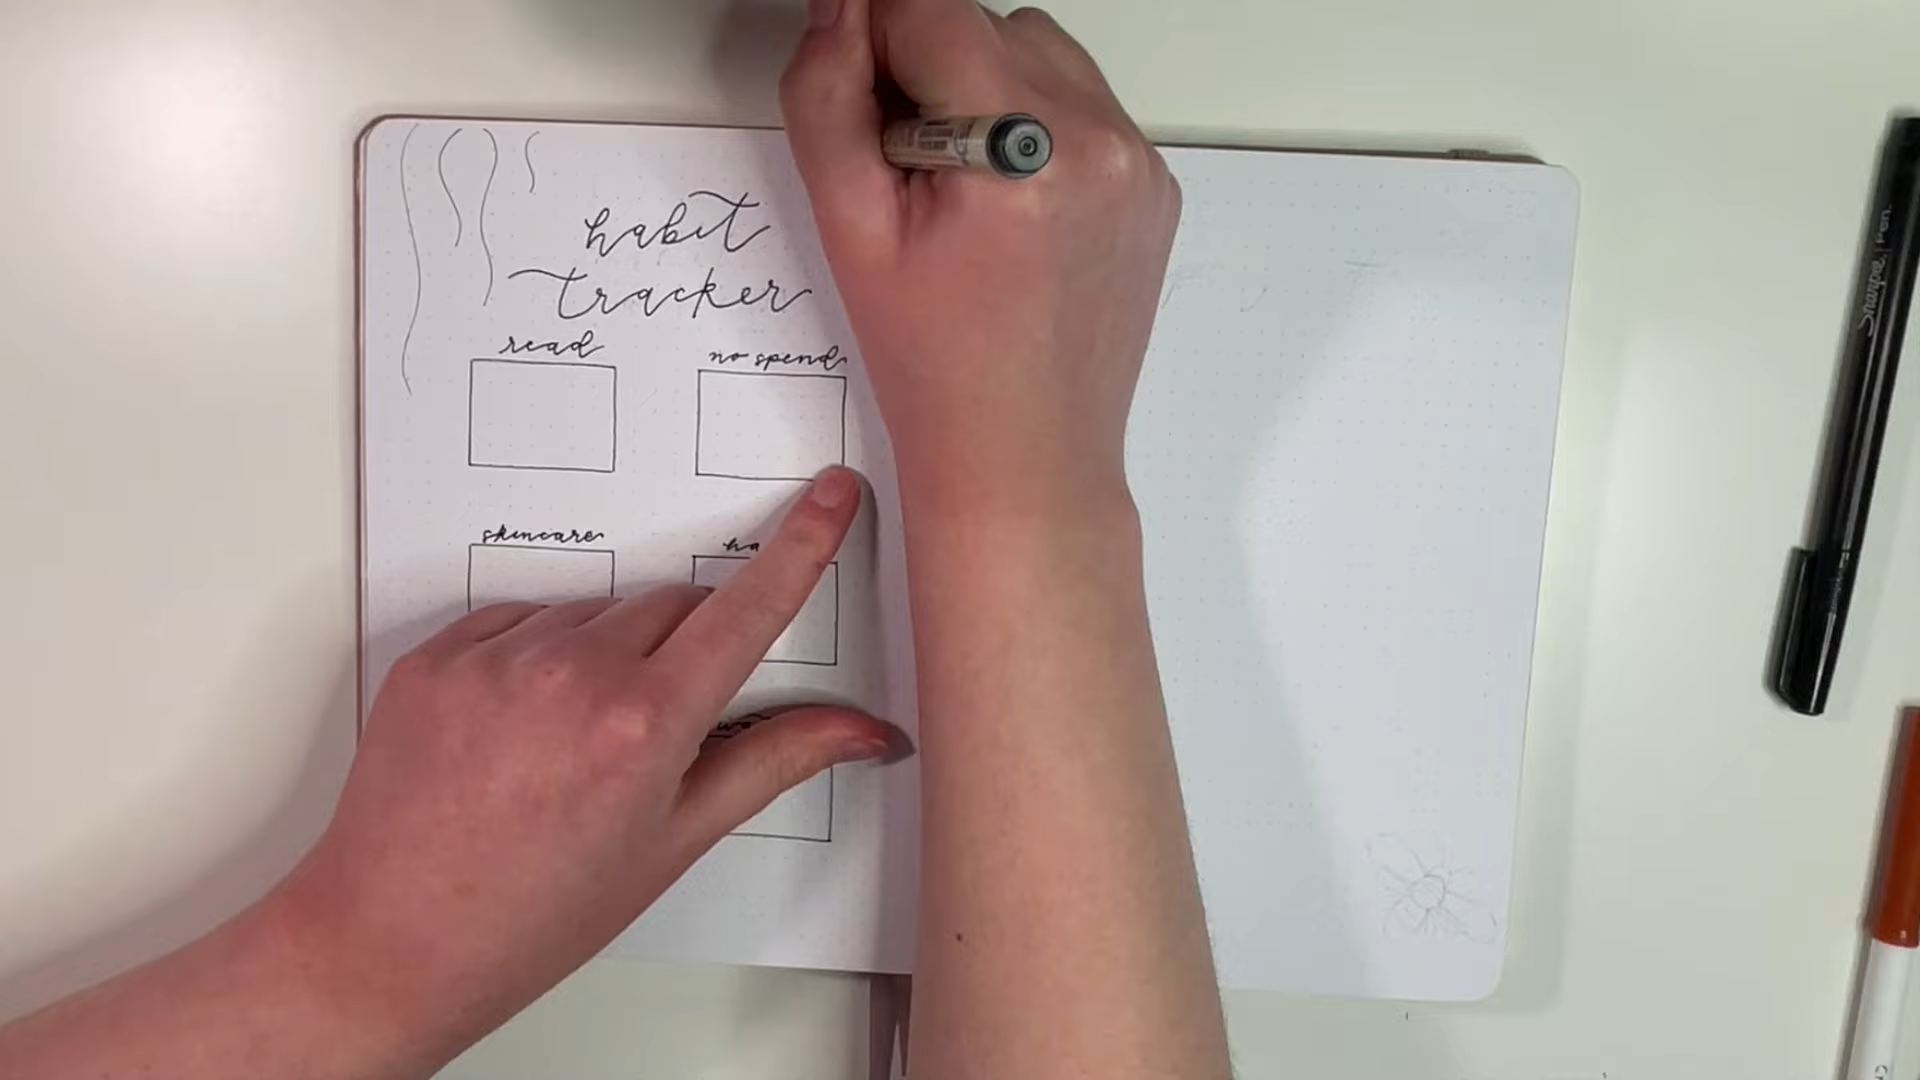 habit
tracker
read
no spend
skincare
Sharpie Pen.